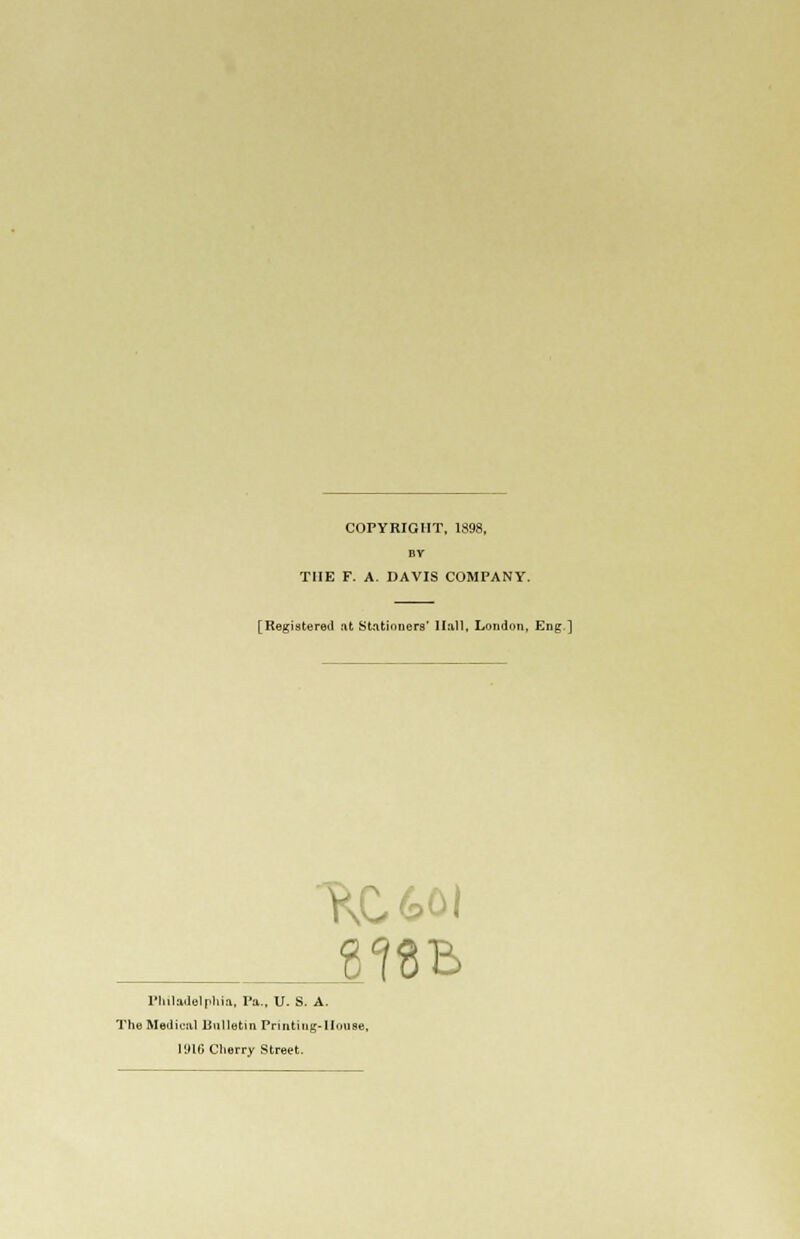 COPYRIGHT, 1898,
BY
THE F. A. DAVIS COMPANY.
[Registered at Stationers' Hall, London, Eng.]
RC 601
898B
Philadelphia, Pa., U. S. A.
The Medical Bulletin Printing-House,
1916 Cherry Street.